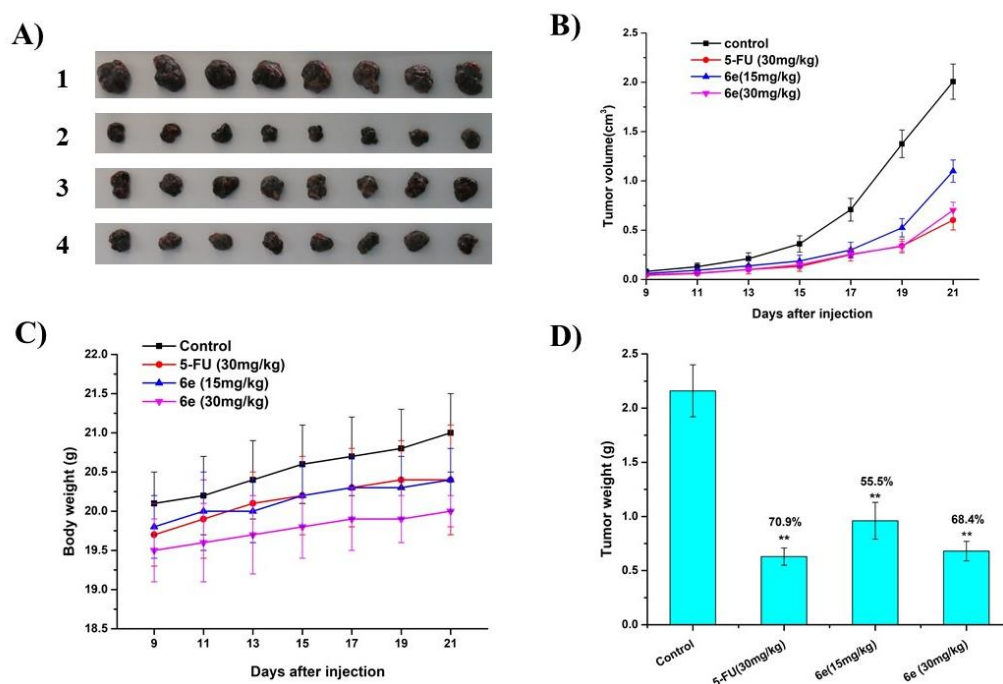 A)
1
2
3
4
B)
control
5-FU (30mg/kg)
6e(15mg/kg)
6e(30mg/kg)
Tumor volume(cm³)
2.0
1.5
1.0
0.5
0.0
9 11 13 15 17 19 21
Days after injection
C)
Control
5-FU (30mg/kg)
6e (15mg/kg)
6e (30mg/kg)
Body weight (g)
22.0
21.5
21.0
20.5
20.0
19.5
19.0
18.5
9 11 13 15 17 19 21
Days after injection
D)
Tumor weight (g)
2.5
2.0
1.5
1.0
0.5
0.0
70.9%
**
55.5%
**
68.4%
**
Control
5-FU(30mg/kg)
6e(15mg/kg)
6e (30mg/kg)